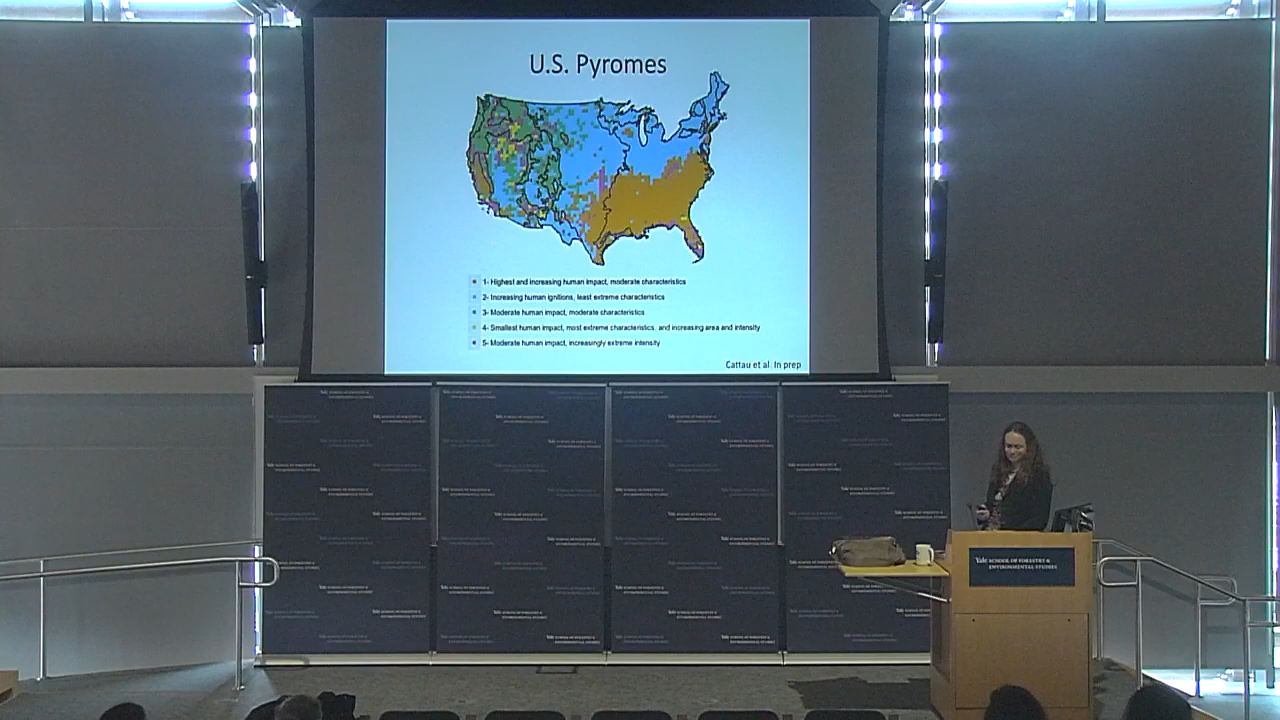 U.S. Pyromes
1- Highest and increasing human impact, moderate characteristics
2- Increasing human ignitions, least extreme characteristics
3- Moderate human impact, moderate characteristics
4- Smallest human impact, most extreme characteristics, and increasing area and intensity
5- Moderate human impact, increasingly extreme intensity
Cattau et al. In prep
Yale SCHOOL OF FORESTRY &
ENVIRONMENTAL STUDIES